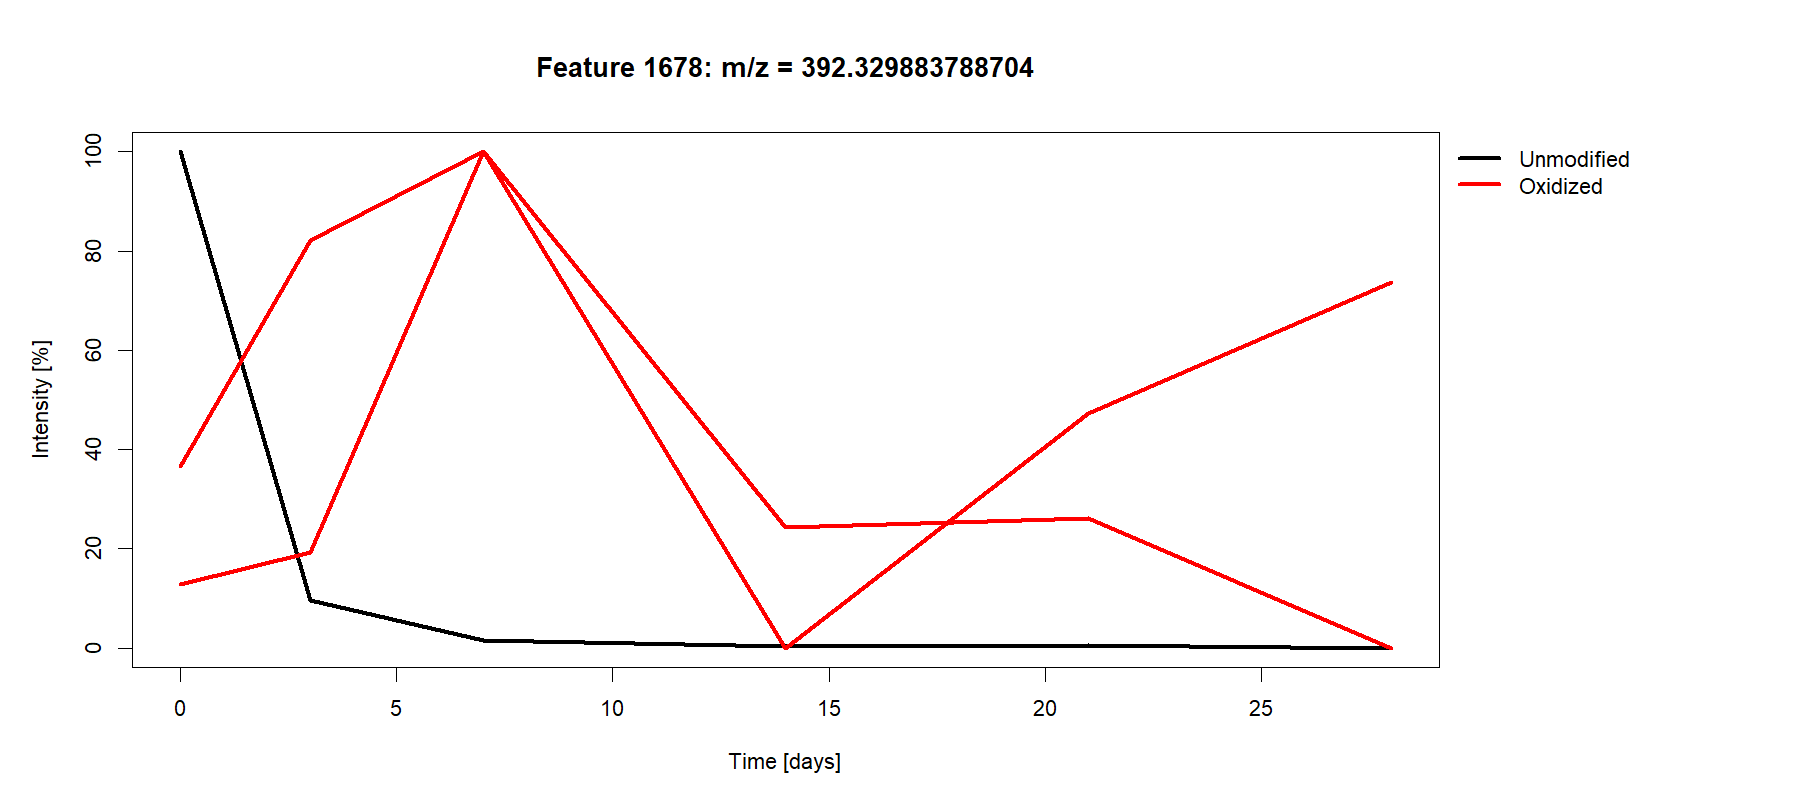 Feature 1678: m/z = 392.329883788704
Unmodified
Oxidized
Intensity [%]
100
80
60
40
20
0
0 5 10 15 20 25
Time [days]